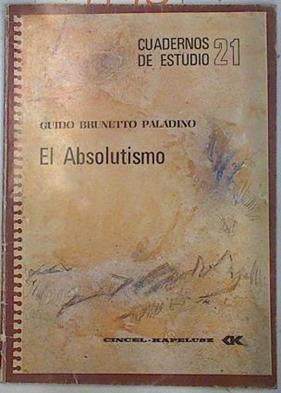 CUADERNOS
DE ESTUDIO 21
GUIDO BRUNETTO PALADINO
El Absolutismo
CINCEL-KAPELUSZ CK